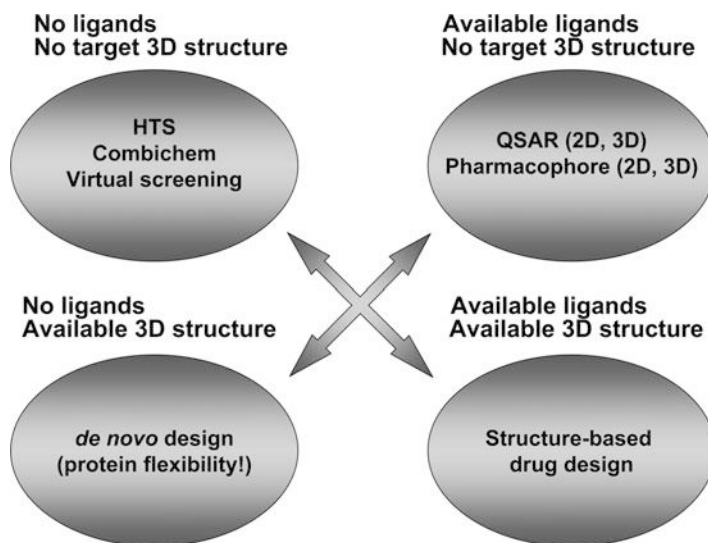 No ligands
No target 3D structure
HTS
Combichem
Virtual screening
Available ligands
No target 3D structure
QSAR (2D, 3D)
Pharmacophore (2D, 3D)
No ligands
Available 3D structure
de novo design
(protein flexibility!)
Available ligands
Available 3D structure
Structure-based
drug design